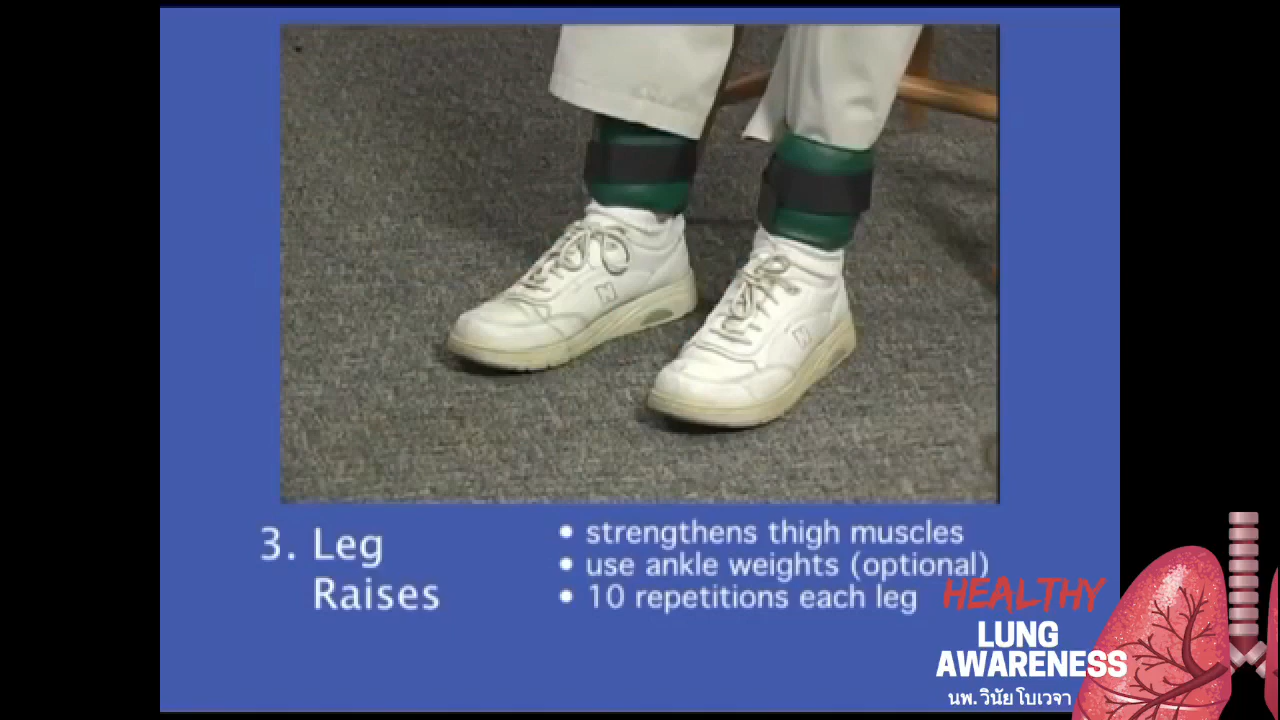 3. Leg
Raises
• strengthens thigh muscles
• use ankle weights (optional)
• 10 repetitions each leg
HEALTHY
LUNG
AWARENESS
นพ. วินัย โบเวจา